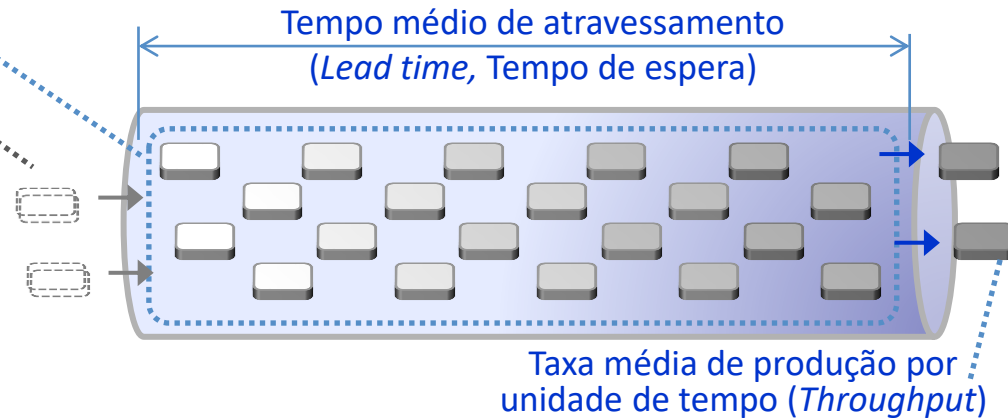 Tempo médio de atravessamento
(Lead time, Tempo de espera)
Taxa média de produção por
unidade de tempo (Throughput)